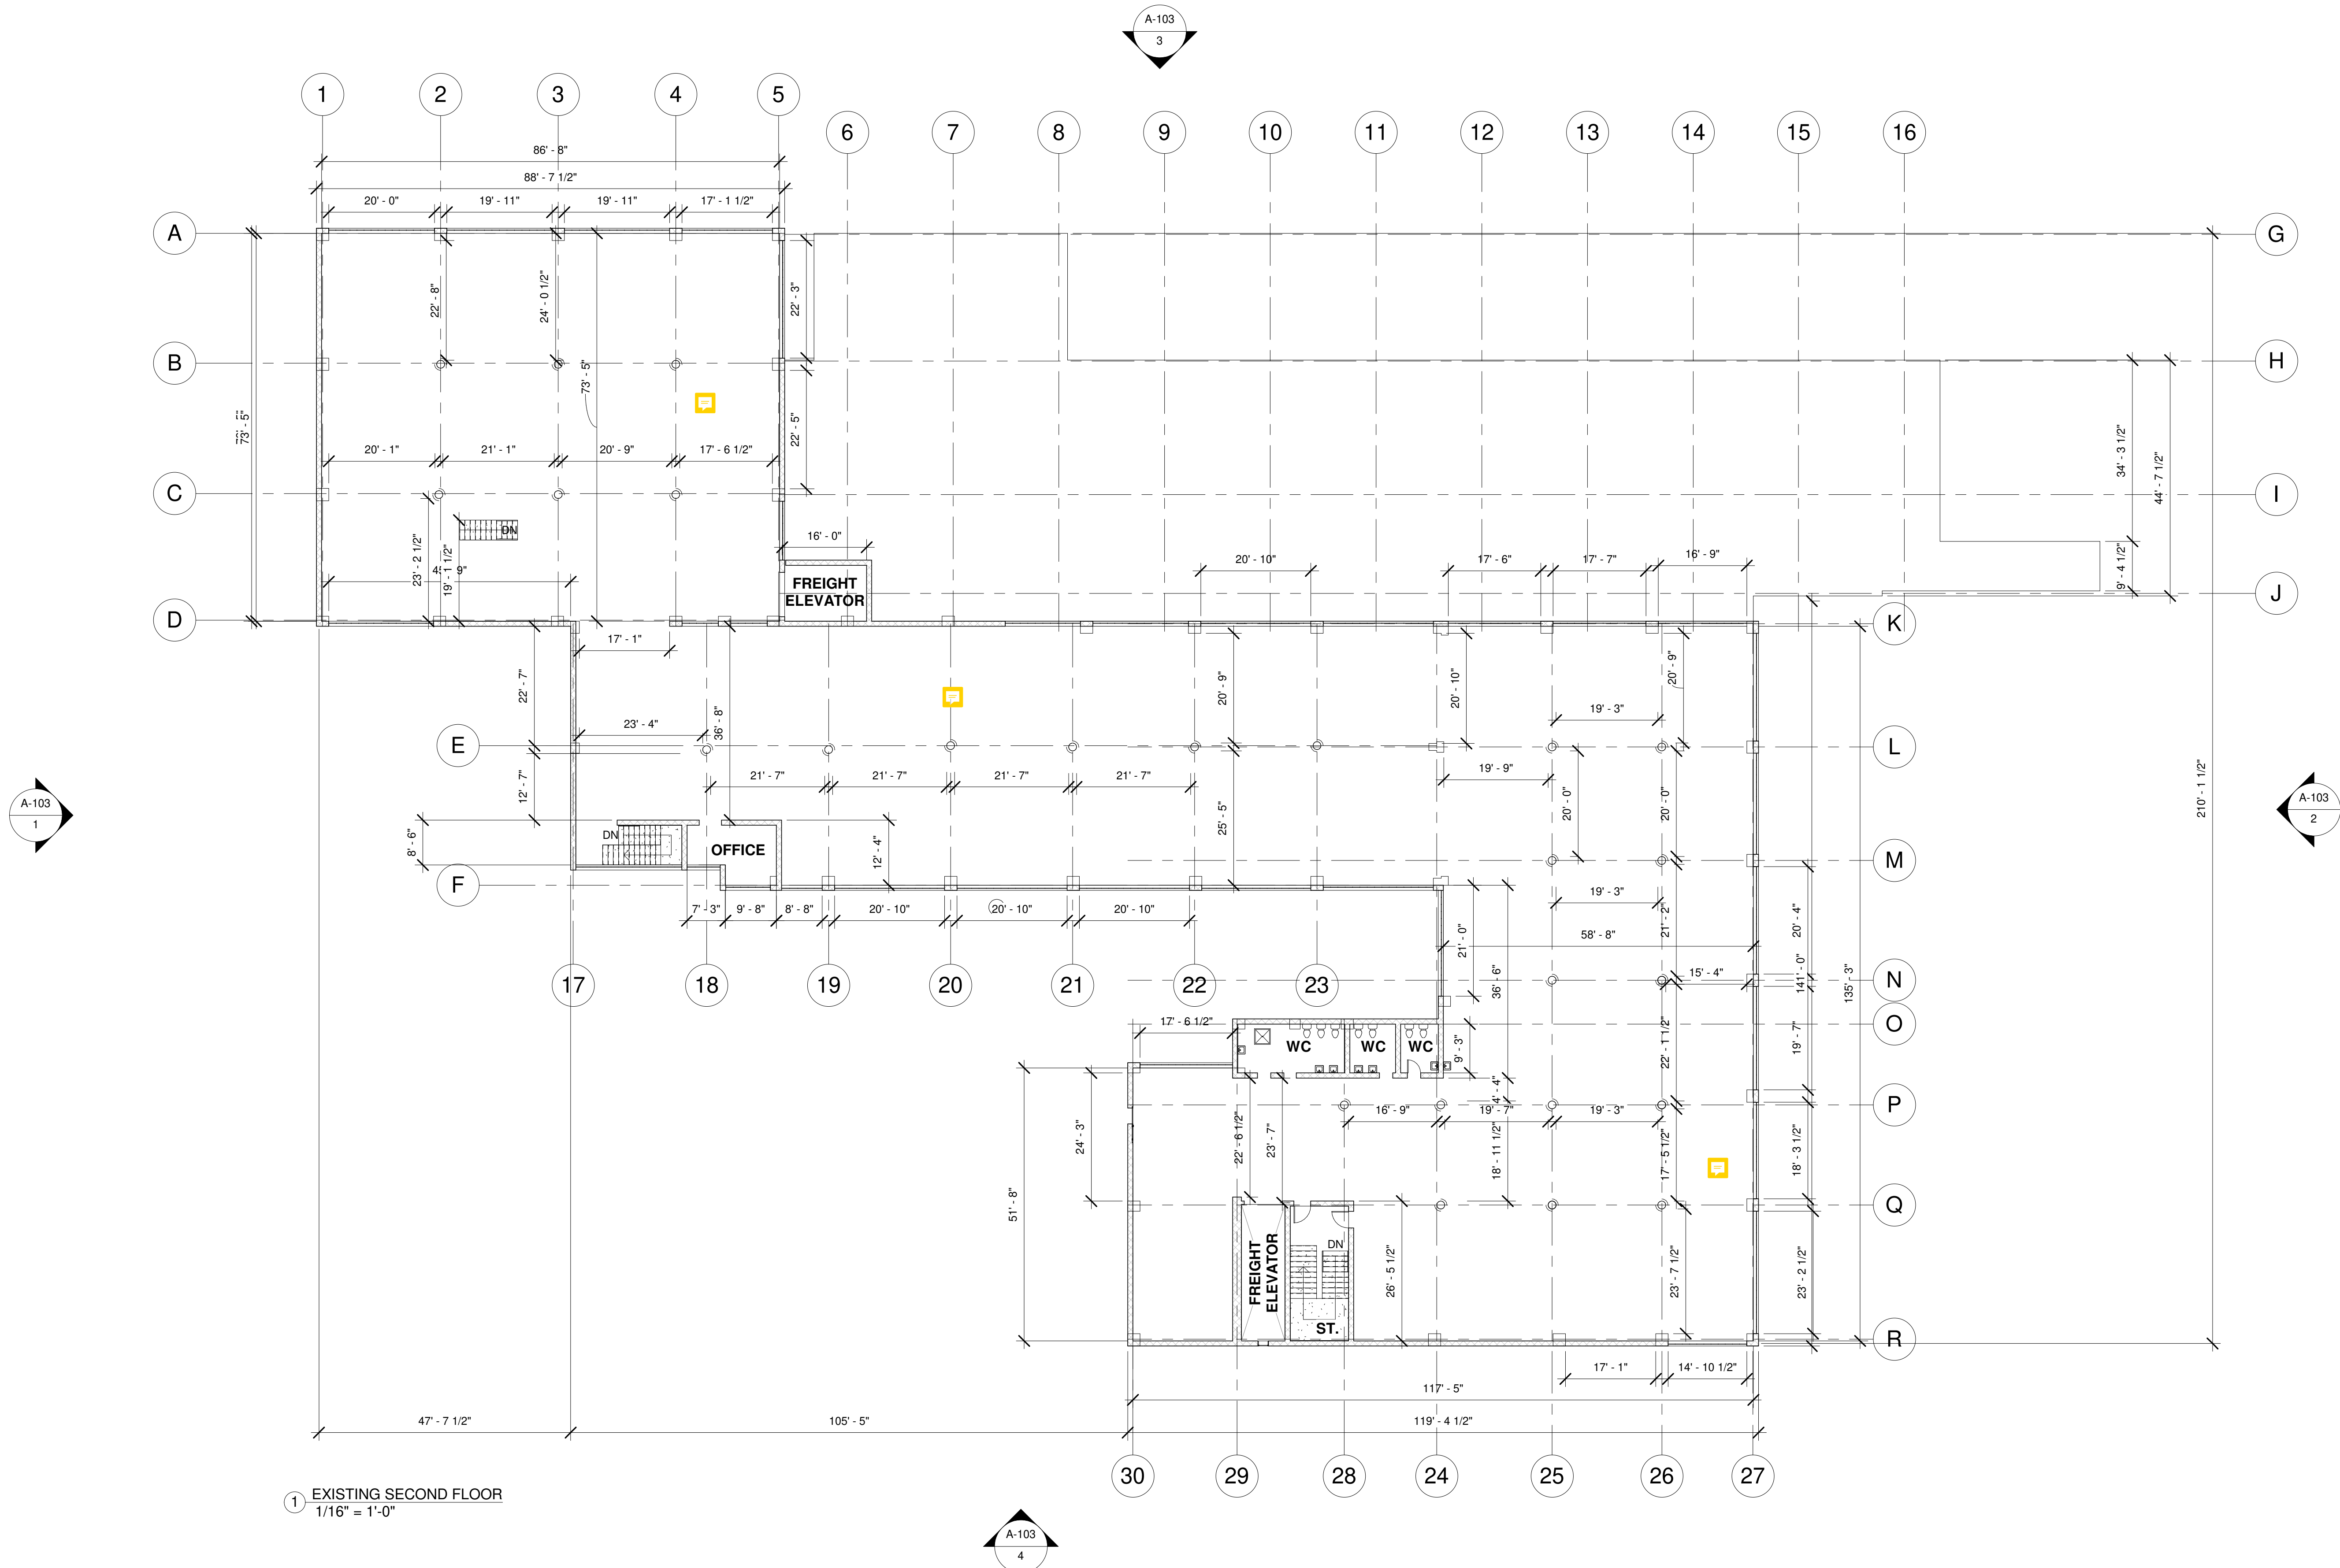 A-103
3
1
2
3
4
5
6
7
8
9
10
11
12
13
14
15
16
86' - 8"
88' - 7 1/2"
20' - 0"
19' - 11"
19' - 11"
17' - 1 1/2"
A
G
22' - 8"
24' - 0 1/2"
22' - 3"
B
H
73' - 5"
73' - 5"
22' - 5"
34' - 3 1/2"
44' - 7 1/2"
20' - 1"
21' - 1"
20' - 9"
17' - 6 1/2"
C
I
DN
23' - 2 1/2"
19' - 1 1/2"
16' - 0"
20' - 10"
17' - 6"
17' - 7"
16' - 9"
9' - 4 1/2"
FREIGHT
ELEVATOR
J
D
K
17' - 1"
22' - 7"
20' - 9"
20' - 10"
20' - 9"
23' - 4"
36' - 8"
19' - 3"
E
L
12' - 7"
21' - 7"
21' - 7"
21' - 7"
21' - 7"
19' - 9"
25' - 5"
20' - 0"
20' - 0"
210' - 1 1/2"
A-103
1
A-103
2
8' - 6"
DN
OFFICE
12' - 4"
M
F
7' - 3"
9' - 8"
8' - 8"
20' - 10"
20' - 10"
20' - 10"
19' - 3"
21' - 2"
20' - 4"
21' - 0"
58' - 8"
36' - 6"
15' - 4"
141' - 0"
135' - 3"
17
18
19
20
21
22
23
N
17' - 6 1/2"
O
WC
WC
WC
9' - 3"
22' - 1 1/2"
19' - 7"
4' - 4"
P
16' - 9"
19' - 7"
19' - 3"
24' - 3"
22' - 6 1/2"
23' - 7"
18' - 11 1/2"
17' - 5 1/2"
18' - 3 1/2"
51' - 8"
Q
FREIGHT
ELEVATOR
DN
26' - 5 1/2"
23' - 7 1/2"
23' - 2 1/2"
ST.
R
17' - 1"
14' - 10 1/2"
117' - 5"
47' - 7 1/2"
105' - 5"
119' - 4 1/2"
30
29
28
24
25
26
27
1
EXISTING SECOND FLOOR
1/16" = 1'-0"
A-103
4